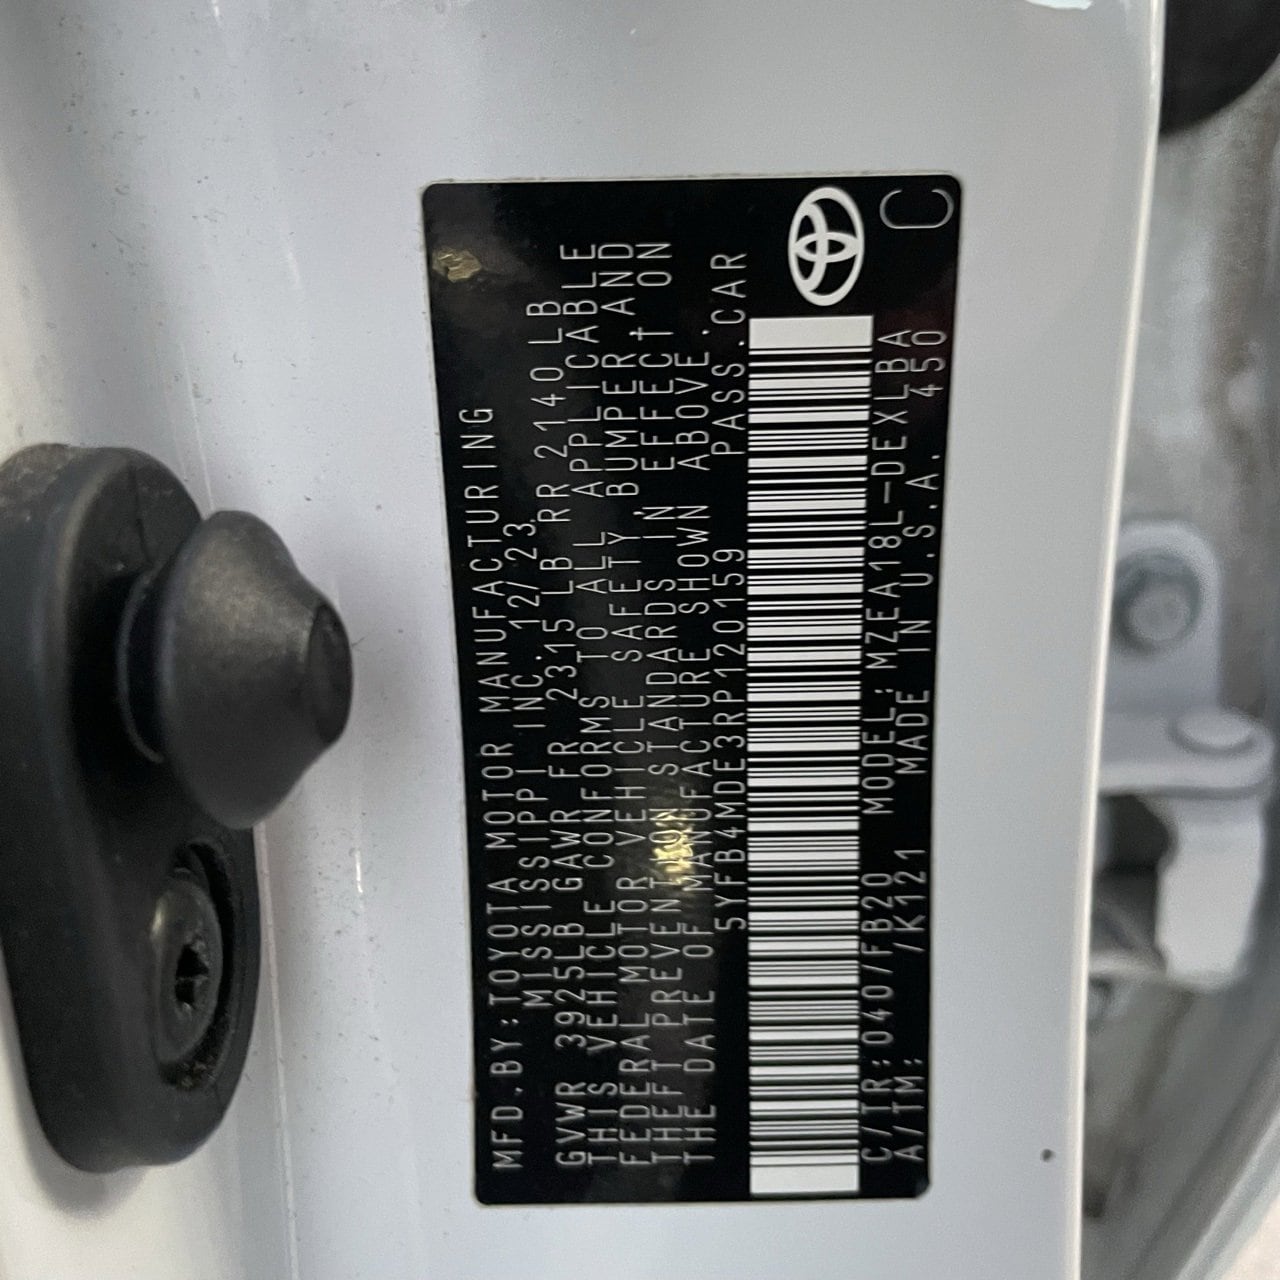 MFD.BY:TOYOTA MOTOR MANUFACTURING
MISSISSIPPI INC. 12/23
GVWR 3925LB GAWR FR 2315LB RR 2140LB
THIS VEHICLE CONFORMS TO ALL APPLICABLE
FEDERAL MOTOR VEHICLE SAFETY, BUMPER, AND
THEFT PREVENTION STANDARDS IN EFFECT ON
THE DATE OF MANUFACTURE SHOWN ABOVE.
5YFB4MDE3RP120159 PASS.CAR
C/TR:040/FB20 MODEL:MZEA18L-DEXLBA
A/TM: /K121 MADE IN U.S.A. 450
C